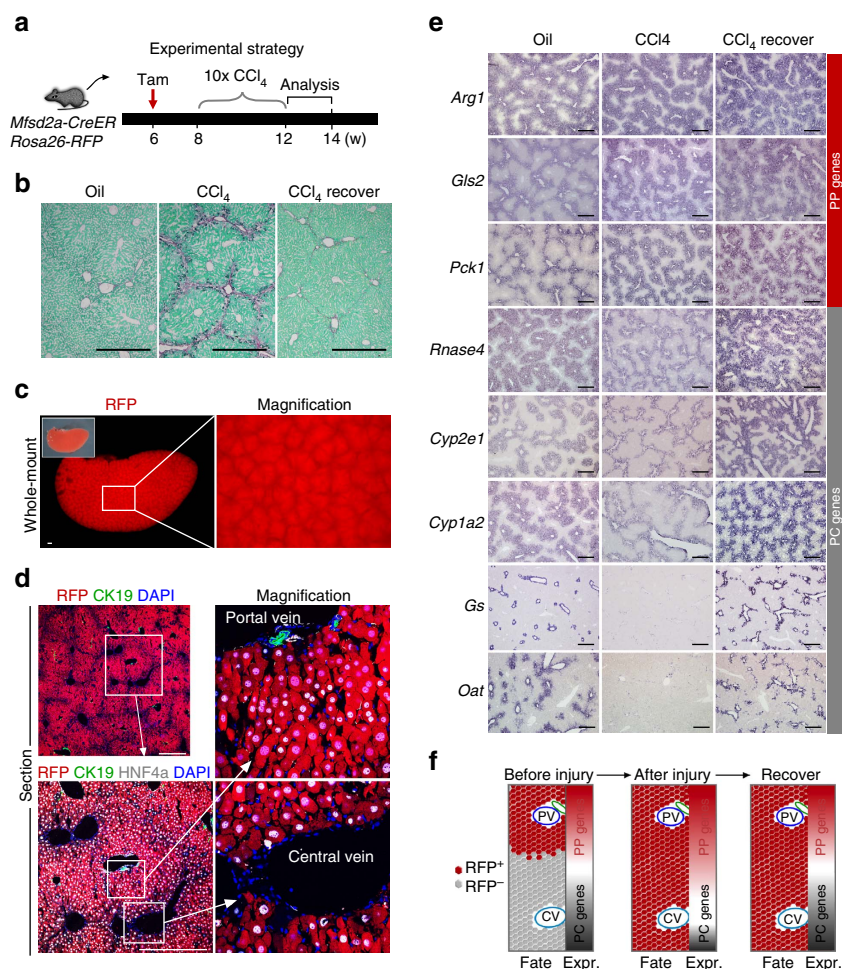 a
Experimental strategy
Tam
10x CCl4
Analysis
Mfsd2a-CreER
Rosa26-RFP
6
8
12
14 (w)
b
Oil
CCl4
CCl4 recover
c
RFP
Magnification
Whole-mount
d
RFP CK19 DAPI
Magnification
Portal vein
Section
RFP CK19 HNF4a DAPI
Central vein
e
Oil
CCl4
CCl4 recover
Arg1
Gls2
Pck1
PP genes
Rnase4
Cyp2e1
Cyp1a2
Gs
Oat
PC genes
f
Before injury
After injury
Recover
PV
PV
PV
PP genes
PP genes
PP genes
RFP+
RFP−
CV
CV
CV
PC genes
PC genes
PC genes
Fate
Expr.
Fate
Expr.
Fate
Expr.